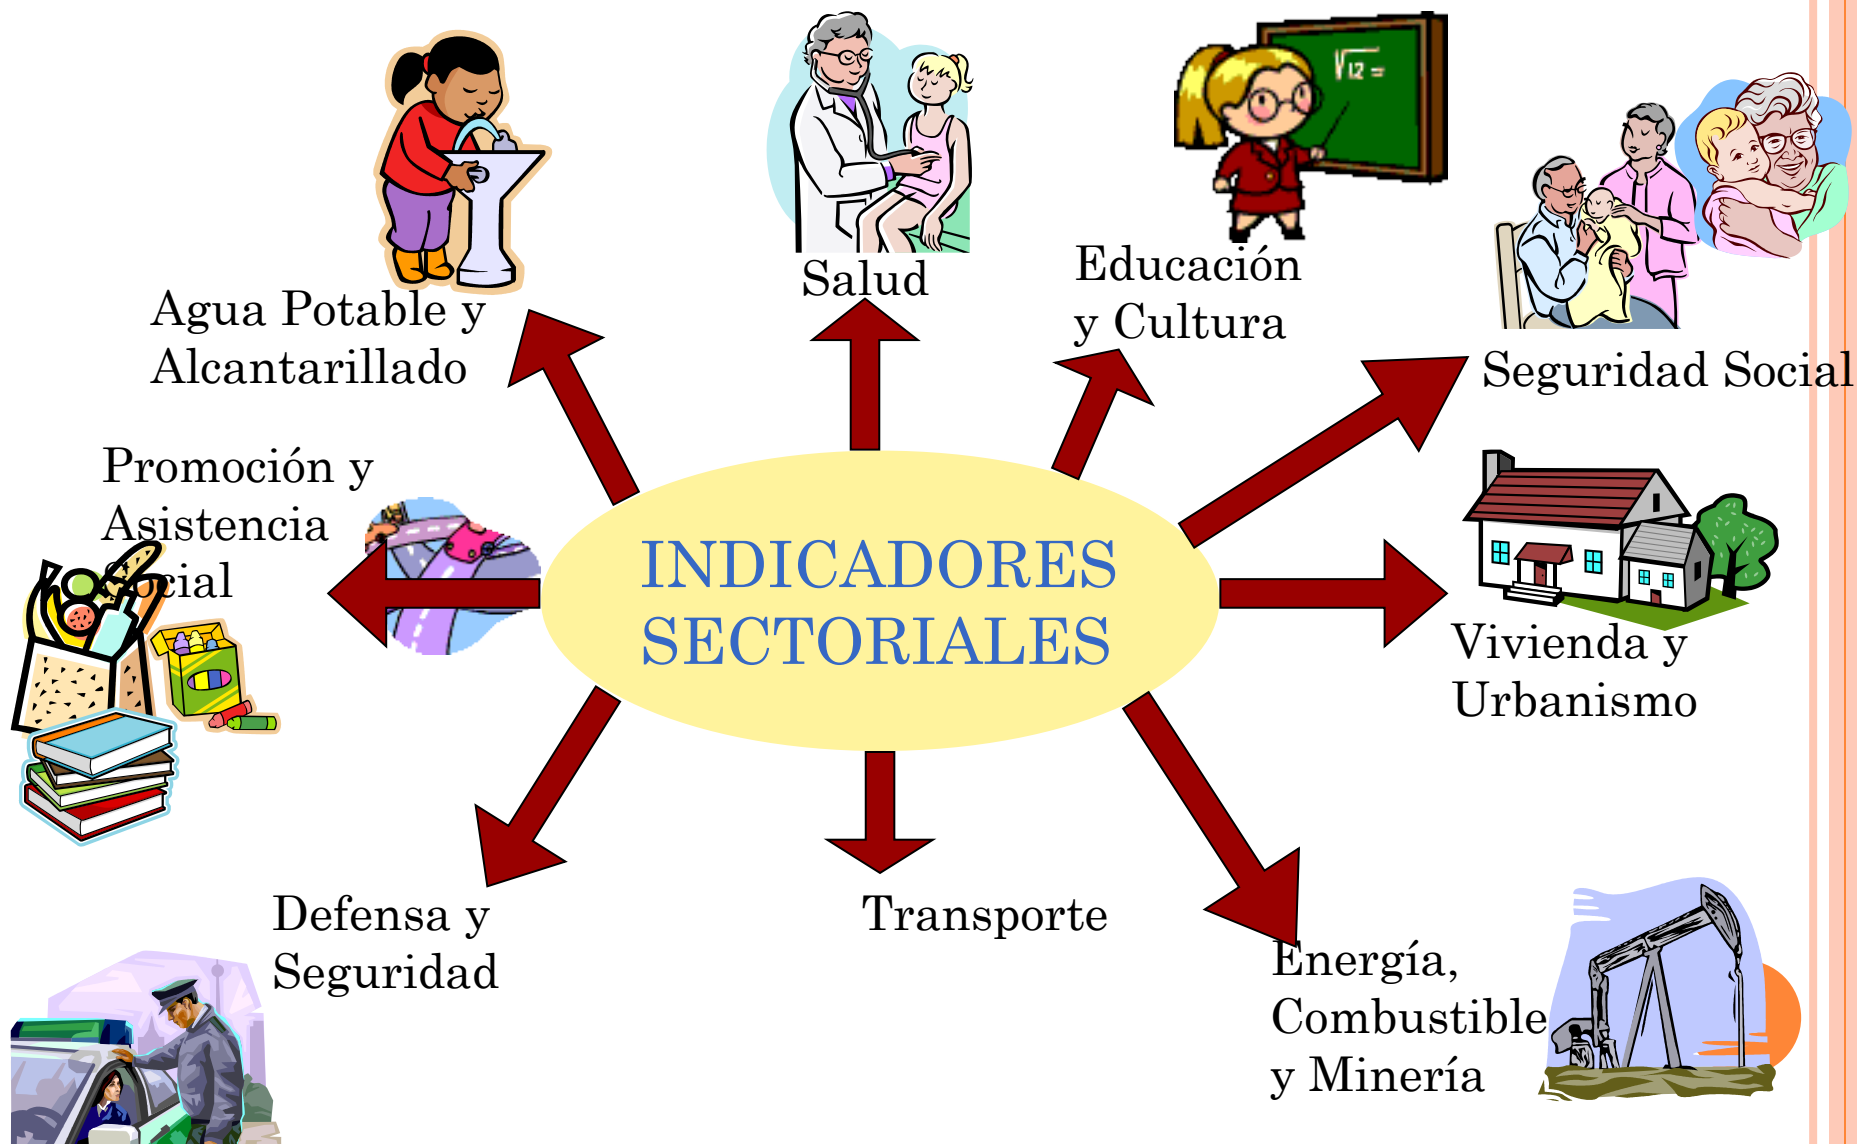 √12 =
Salud
Educación
y Cultura
Agua Potable y
Alcantarillado
Seguridad Social
Promoción y
Asistencia
Social
INDICADORES
SECTORIALES
Vivienda y
Urbanismo
Defensa y
Seguridad
Transporte
Energía,
Combustible
y Minería